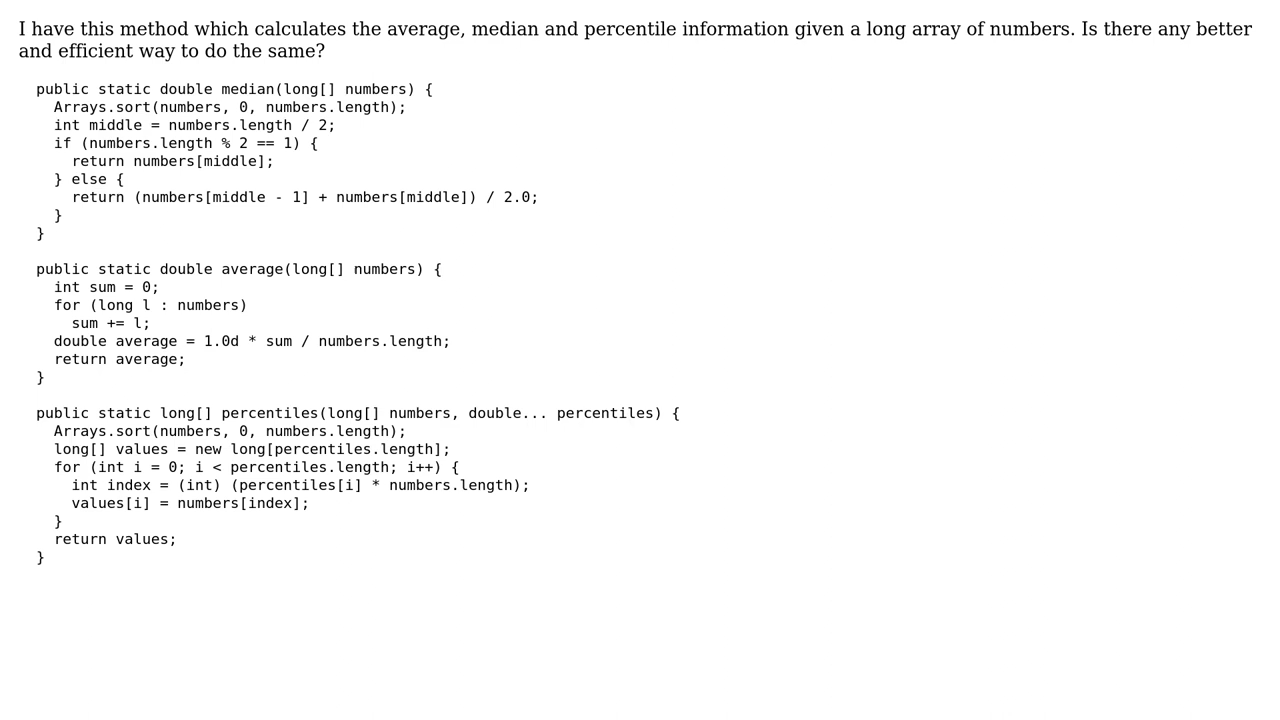 I have this method which calculates the average, median and percentile information given a long array of numbers. Is there any better
and efficient way to do the same?
public static double median(long[] numbers) {
  Arrays.sort(numbers, 0, numbers.length);
  int middle = numbers.length / 2;
  if (numbers.length % 2 == 1) {
    return numbers[middle];
  } else {
    return (numbers[middle - 1] + numbers[middle]) / 2.0;
  }
}

public static double average(long[] numbers) {
  int sum = 0;
  for (long l : numbers)
    sum += l;
  double average = 1.0d * sum / numbers.length;
  return average;
}

public static long[] percentiles(long[] numbers, double... percentiles) {
  Arrays.sort(numbers, 0, numbers.length);
  long[] values = new long[percentiles.length];
  for (int i = 0; i < percentiles.length; i++) {
    int index = (int) (percentiles[i] * numbers.length);
    values[i] = numbers[index];
  }
  return values;
}